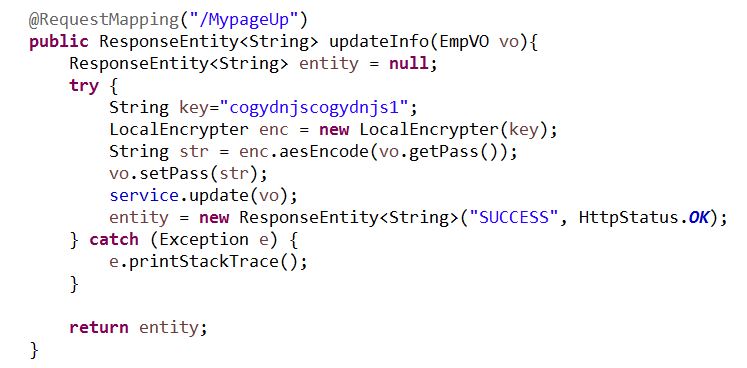 @RequestMapping("/MypageUp")
public ResponseEntity<String> updateInfo(EmpVO vo){
    ResponseEntity<String> entity = null;
    try {
        String key="cogydnjscogydnjs1";
        LocalEncrypter enc = new LocalEncrypter(key);
        String str = enc.aesEncode(vo.getPass());
        vo.setPass(str);
        service.update(vo);
        entity = new ResponseEntity<String>("SUCCESS", HttpStatus.OK);
    } catch (Exception e) {
        e.printStackTrace();
    }

    return entity;
}